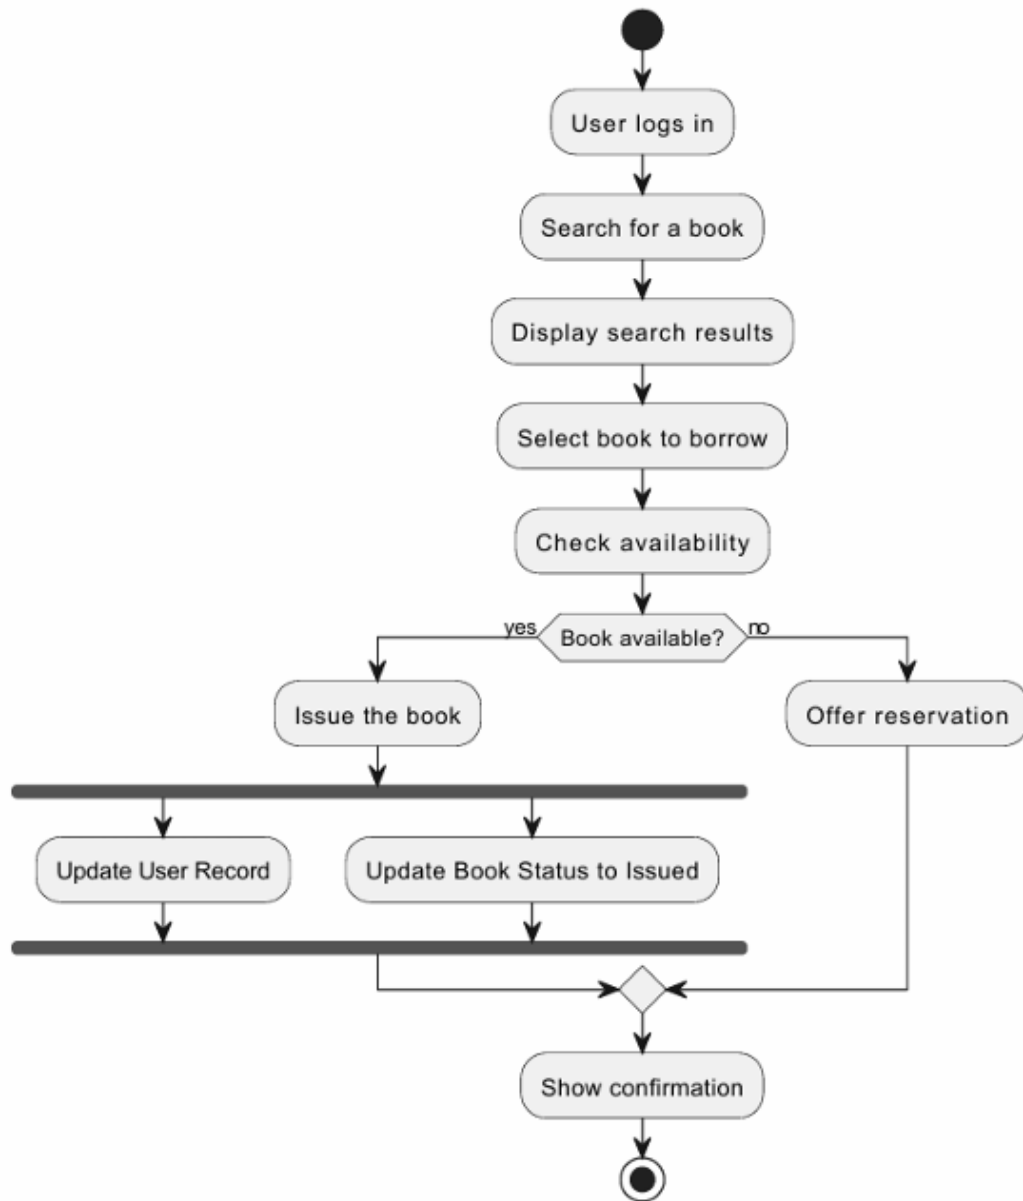 User logs in
Search for a book
Display search results
Select book to borrow
Check availability
yes
Book available?
no
Issue the book
Offer reservation
Update User Record
Update Book Status to Issued
Show confirmation